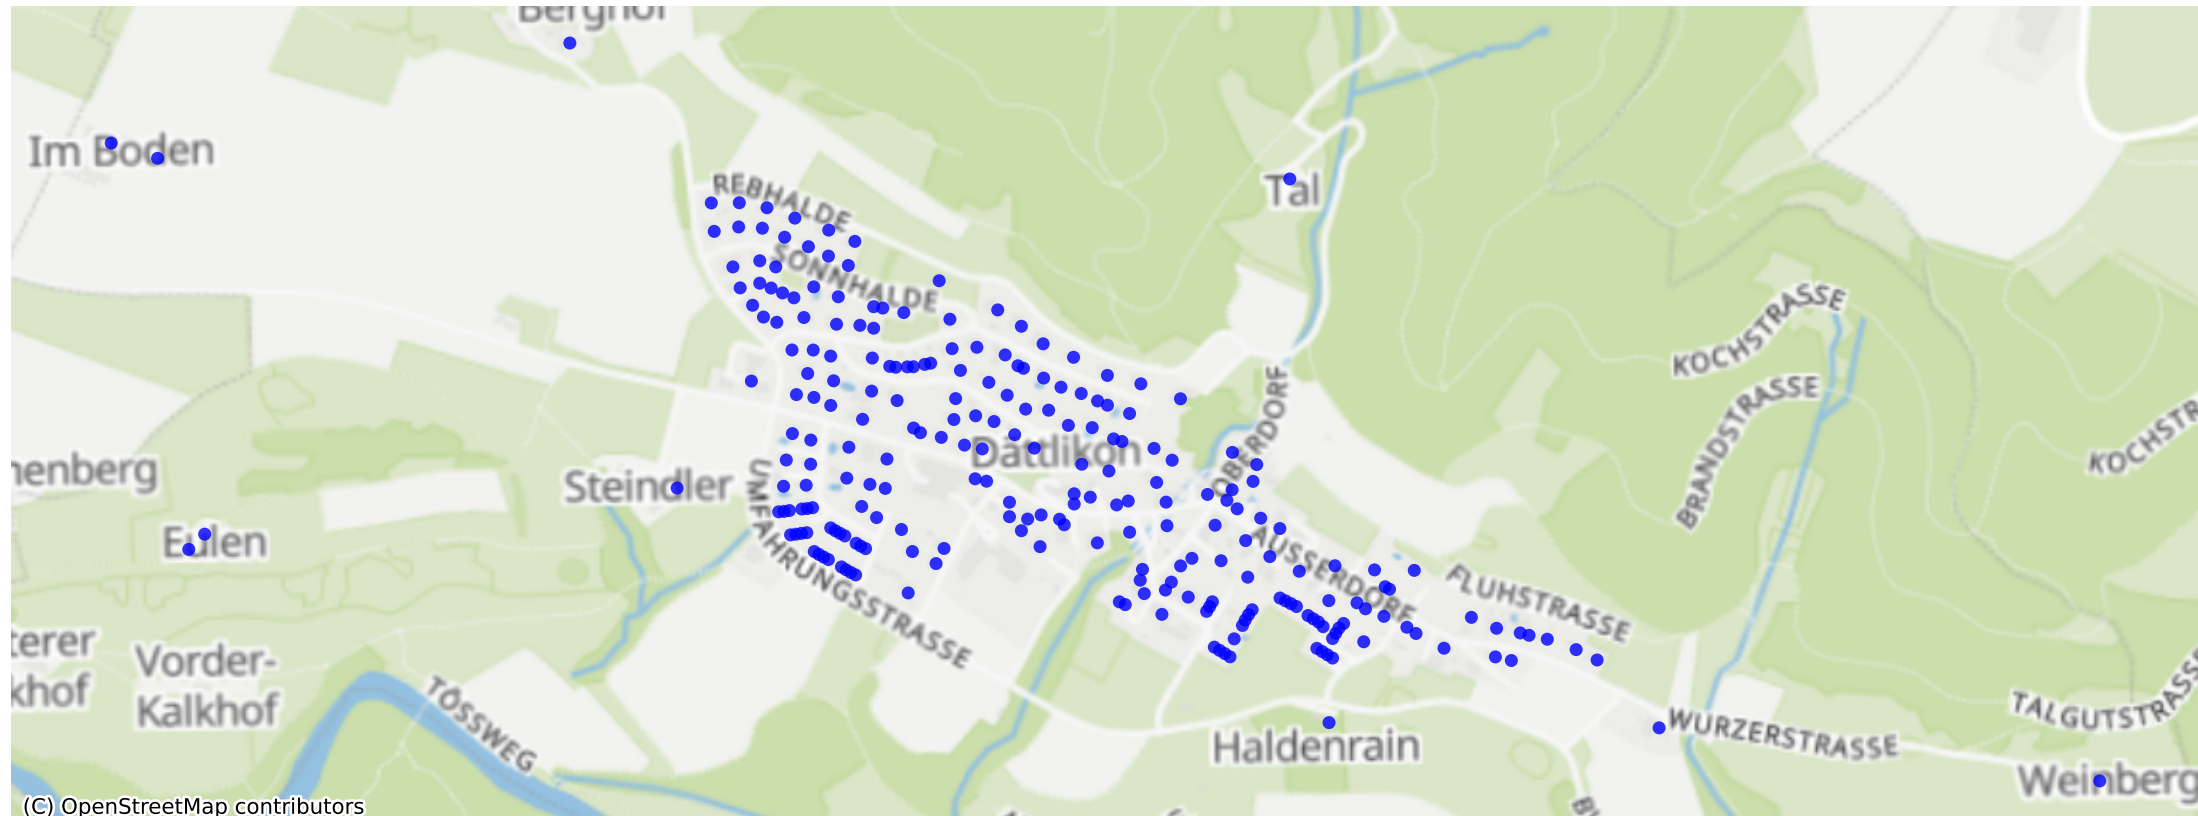 Im Boden
REBHALDE
Tal
SONNHALDE
KOCHSTRASSE
BRANDSTRASSE
OBERDORF
Dättlikon
Steindler
UMFAHRUNGSSTRASSE
Eulen
AUSSERDORF
FLUHSTRASSE
Vorder-
Kalkhof
TÖSSWEG
Haldenrain
WURZERSTRASSE
TALGUTSTRASSE
Weinberg
(C) OpenStreetMap contributors